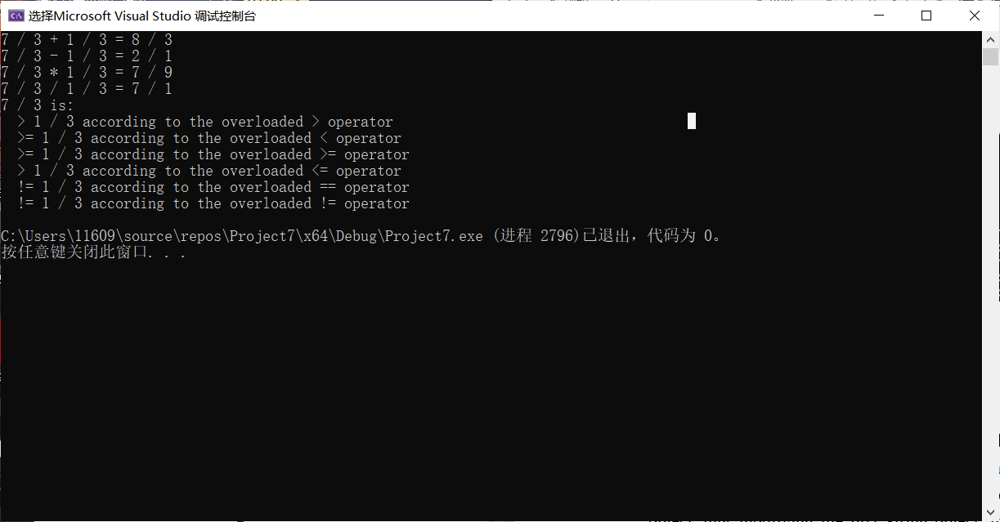 选择Microsoft Visual Studio 调试控制台
7 / 3 + 1 / 3 = 8 / 3
7 / 3 - 1 / 3 = 2 / 1
7 / 3 * 1 / 3 = 7 / 9
7 / 3 / 1 / 3 = 7 / 1
7 / 3 is:
  > 1 / 3 according to the overloaded > operator
  >= 1 / 3 according to the overloaded < operator
  >= 1 / 3 according to the overloaded >= operator
  > 1 / 3 according to the overloaded <= operator
  != 1 / 3 according to the overloaded == operator
  != 1 / 3 according to the overloaded != operator
C:\Users\11609\source\repos\Project7\x64\Debug\Project7.exe (进程 2796)已退出，代码为 0。
按任意键关闭此窗口. . .